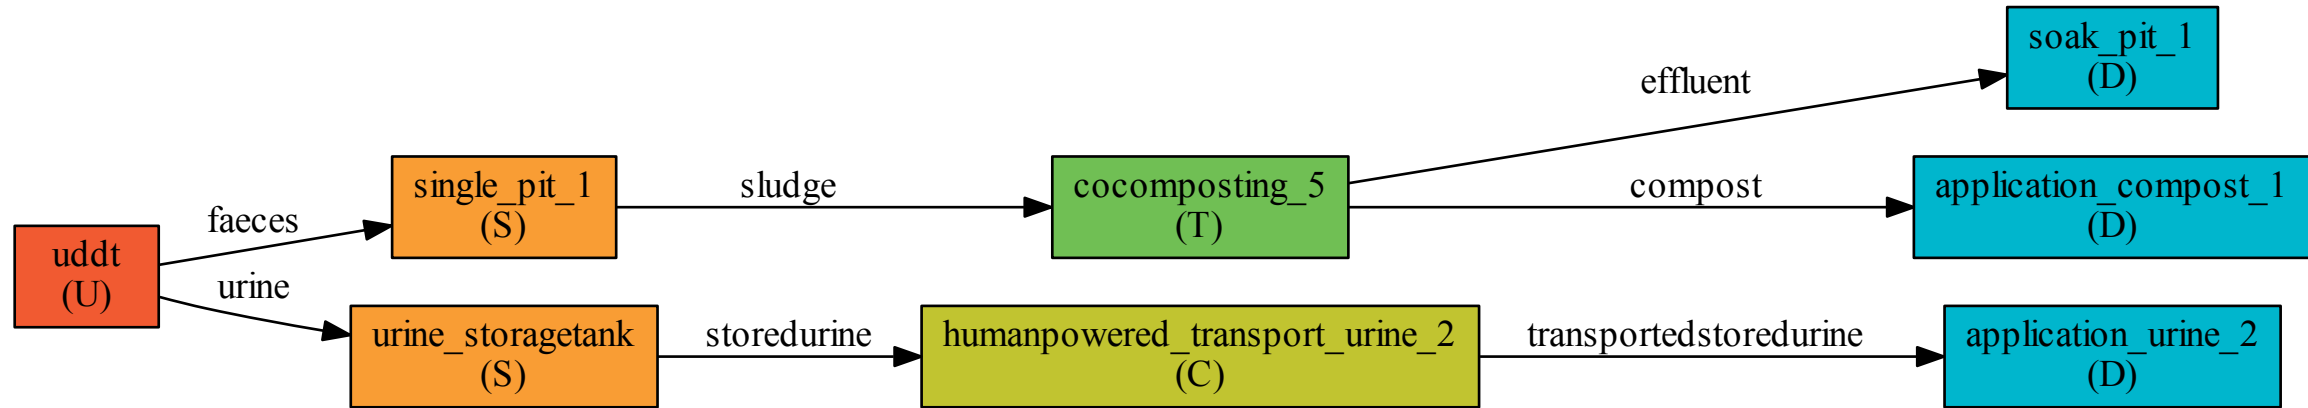 soak_pit_1
(D)
effluent
single_pit_1
(S)
sludge
cocomposting_5
(T)
compost
application_compost_1
(D)
faeces
uddt
(U)
urine
urine_storagetank
(S)
storedurine
humanpowered_transport_urine_2
(C)
transportedstoredurine
application_urine_2
(D)